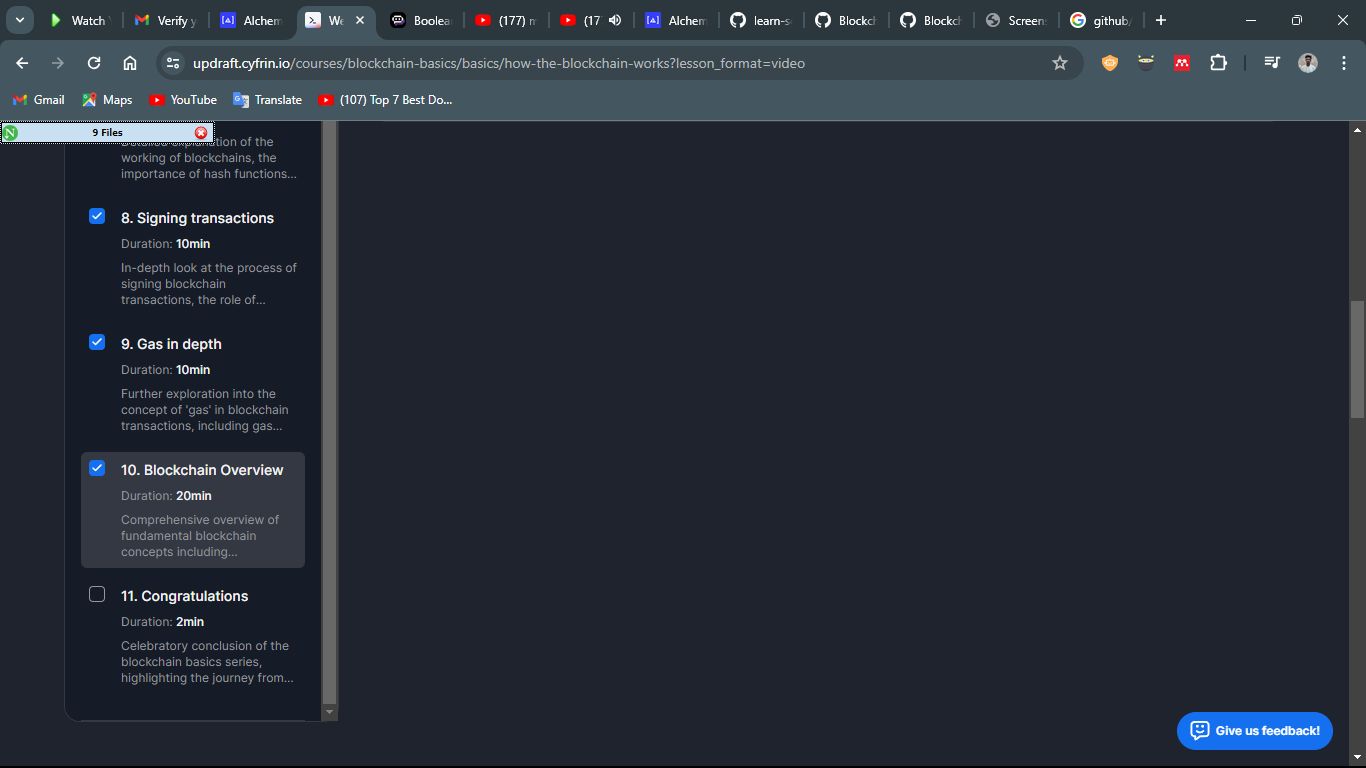 Watch
Verify y
Alchem
We
Boolea
(177) m
(17
Alchem
learn-s
Blockch
Blockch
Screen
github/
updraft.cyfrin.io/courses/blockchain-basics/basics/how-the-blockchain-works?lesson_format=video
Gmail
Maps
YouTube
Translate
(107) Top 7 Best Do...
9 Files
Detailed explanation of the
working of blockchains, the
importance of hash functions...
8. Signing transactions
Duration: 10min
In-depth look at the process of
signing blockchain
transactions, the role of...
9. Gas in depth
Duration: 10min
Further exploration into the
concept of 'gas' in blockchain
transactions, including gas...
10. Blockchain Overview
Duration: 20min
Comprehensive overview of
fundamental blockchain
concepts including...
11. Congratulations
Duration: 2min
Celebratory conclusion of the
blockchain basics series,
highlighting the journey from...
Give us feedback!